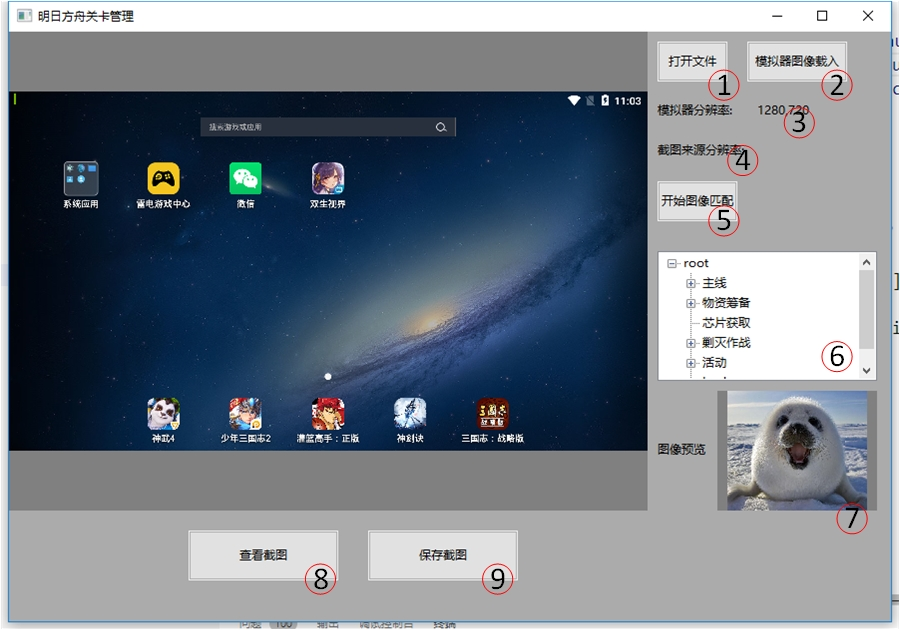 明日方舟关卡管理
打开文件
1
模拟器图像载入
2
模拟器分辨率:
1280,720
3
截图来源分辨率:
4
开始图像匹配
5
11:03
搜索游戏或应用
系统应用
雷电游戏中心
微信
双生视界
root
主线
物资筹备
芯片获取
剿灭作战
活动
6
神武4
少年三国志2
灌篮高手：正版
神剑诀
三国志：战略版
图像预览
7
查看截图
8
保存截图
9
问题
100
输出
调试控制台
终端